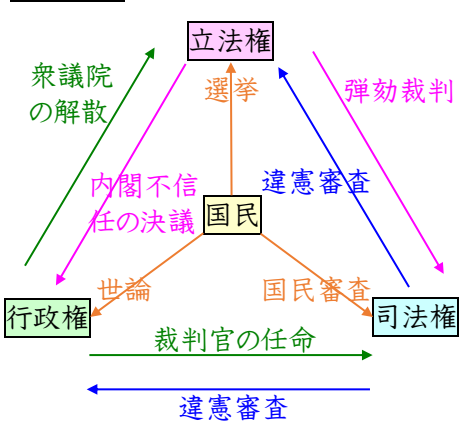 立法権
衆議院
の解散
選挙
弾劾裁判
内閣不信
任の決議
違憲審査
国民
世論
国民審査
行政権
司法権
裁判官の任命
違憲審査